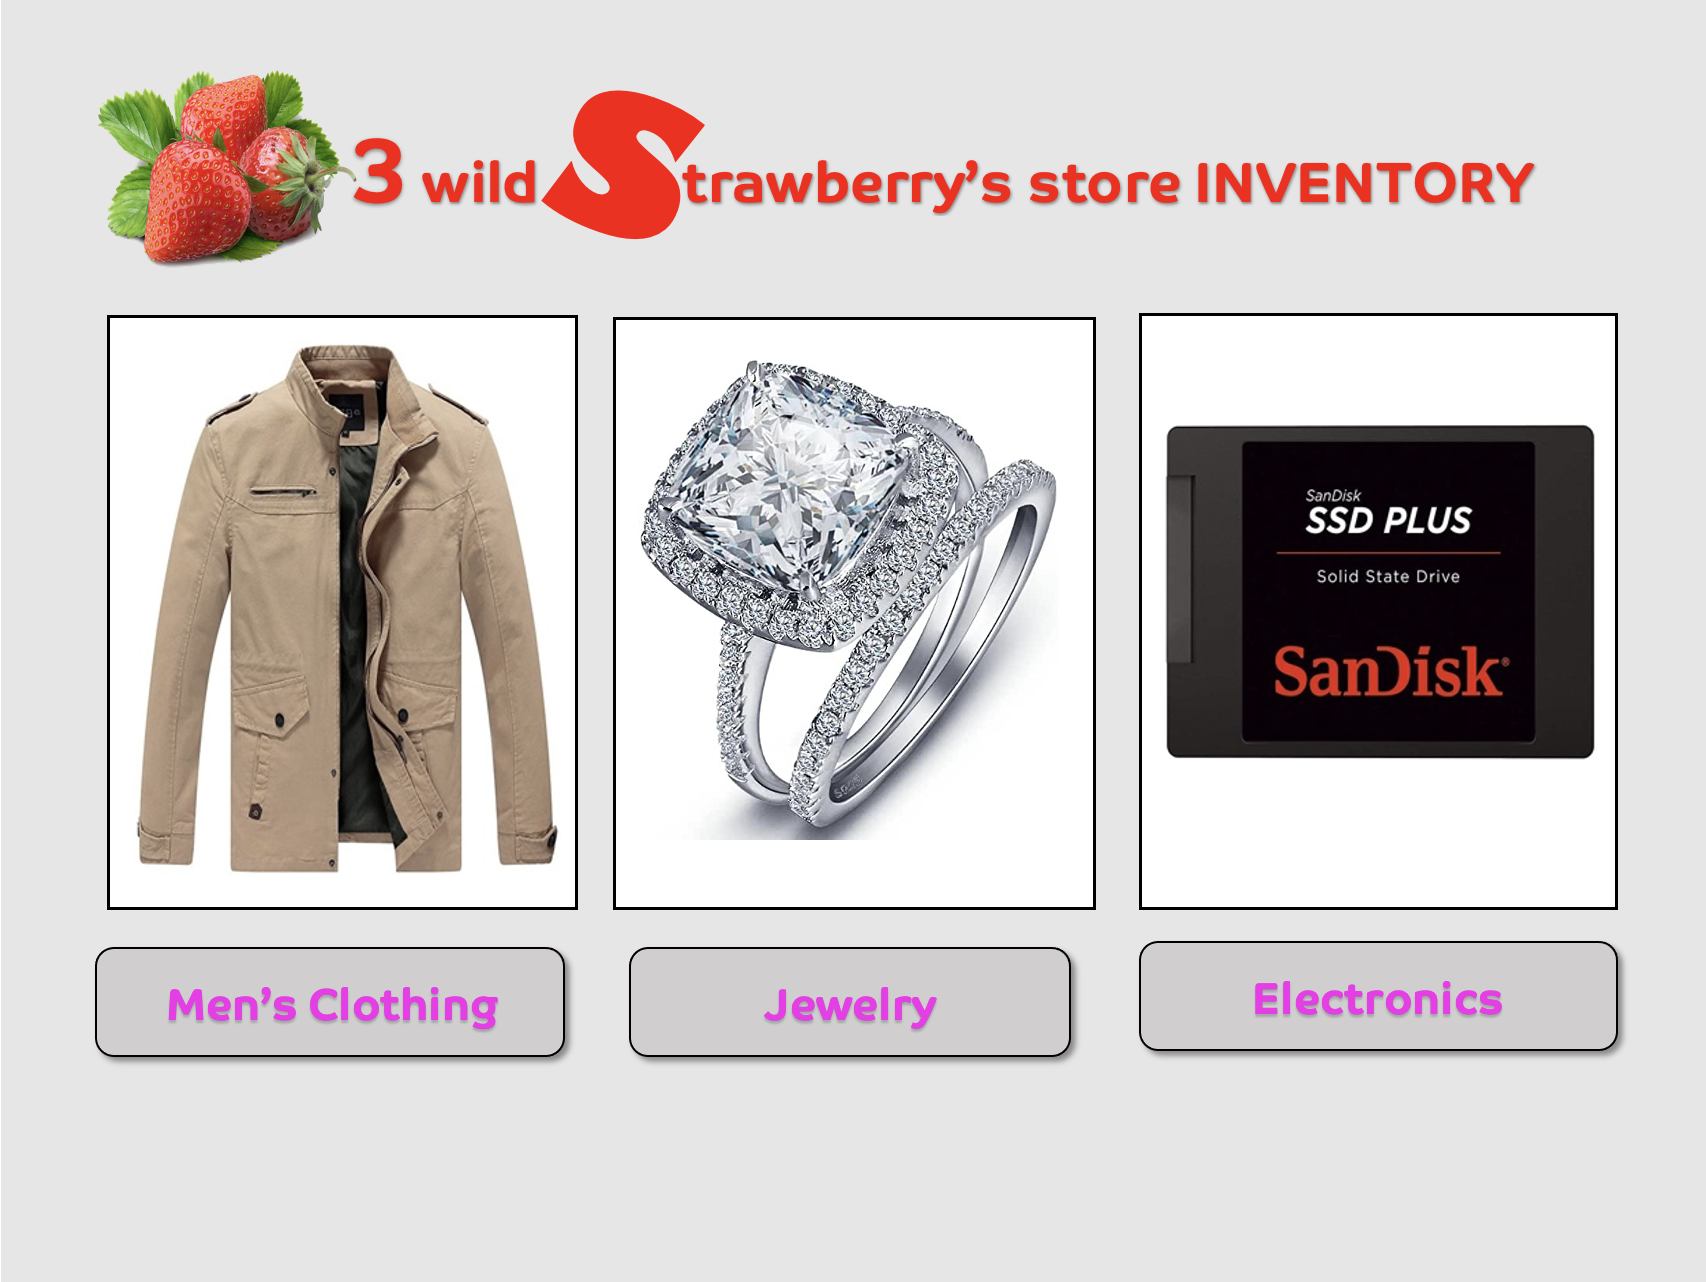 3 wild Strawberry’s store INVENTORY
SanDisk
SSD PLUS
Solid State Drive
SanDisk®
Men’s Clothing
Jewelry
Electronics